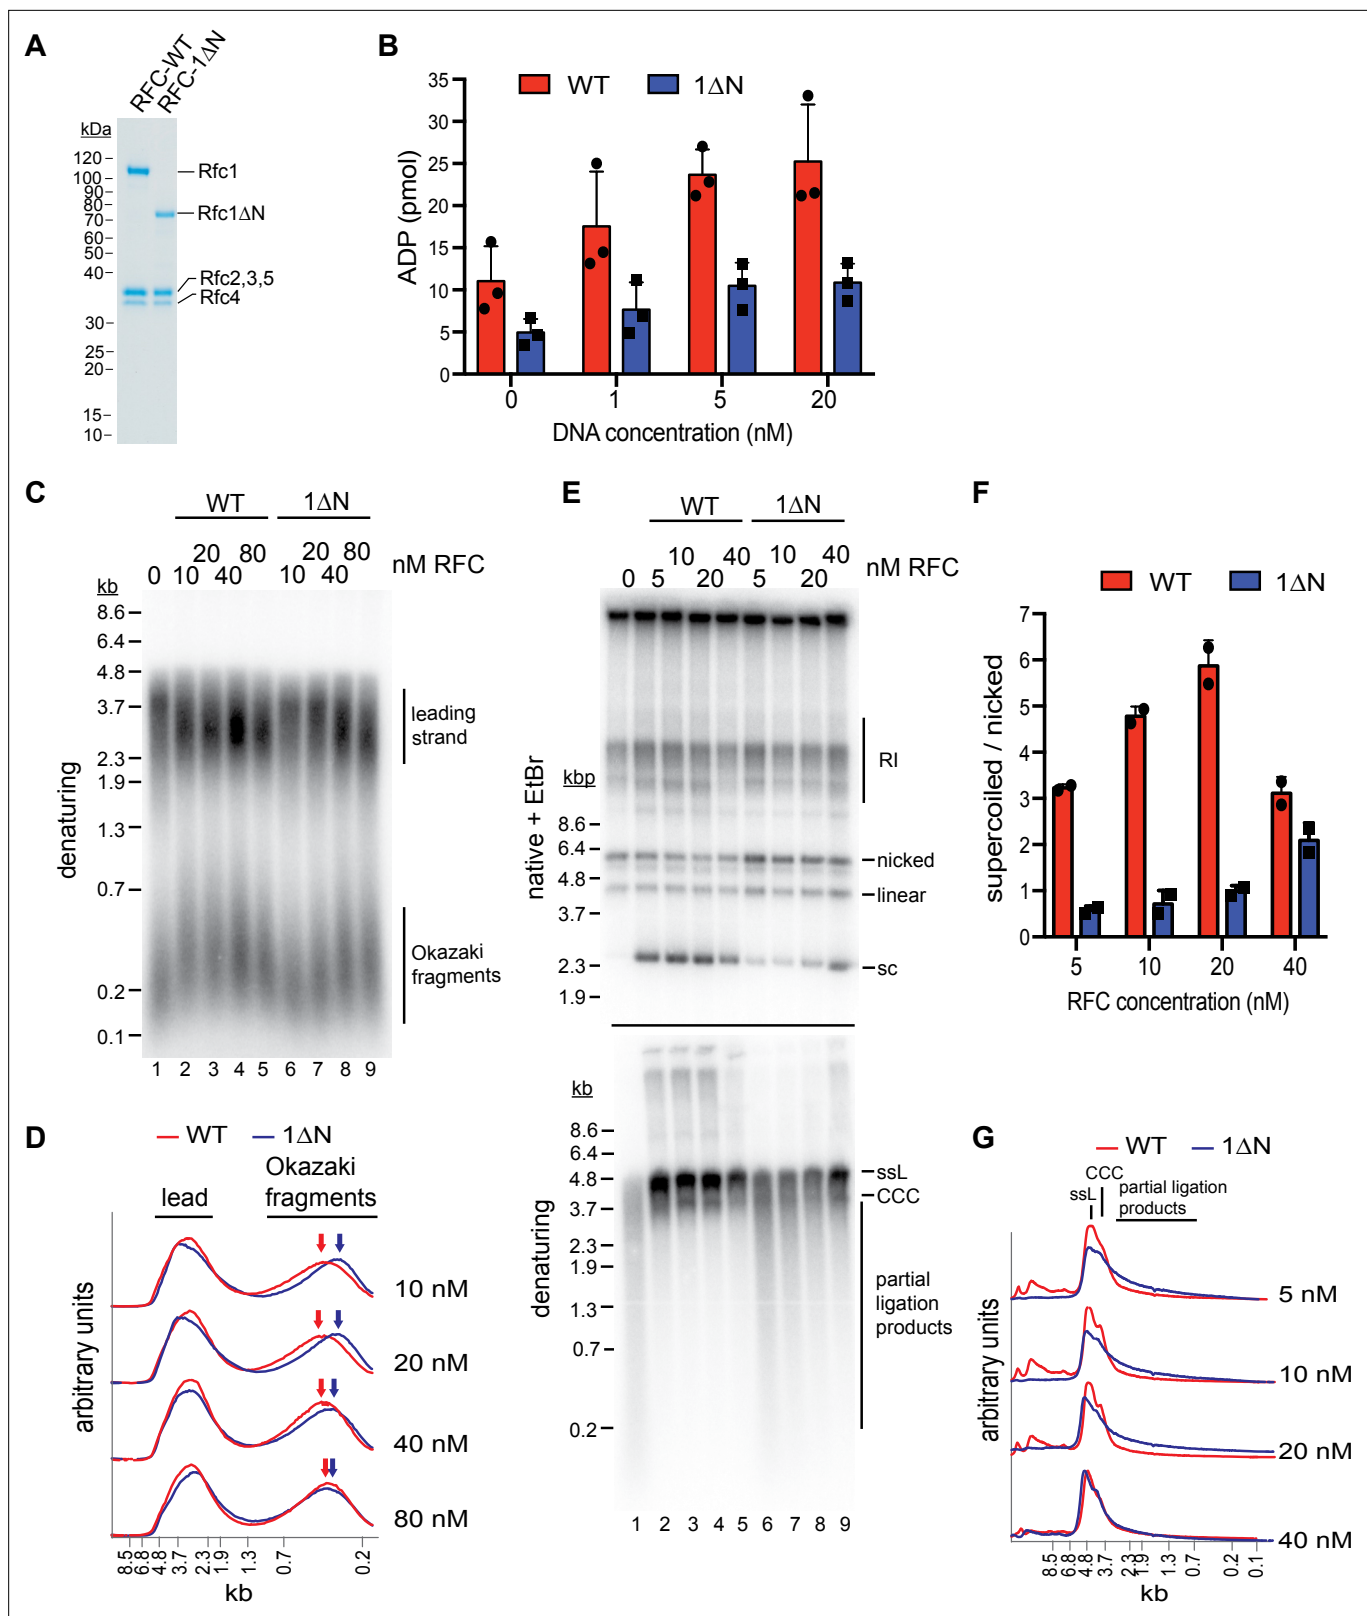 A
RFC-WT
RFC-1ΔN
kDa
120
100
90
80
70
60
50
40
30
25
20
15
10
Rfc1
Rfc1ΔN
Rfc2,3,5
Rfc4
B
WT 1ΔN
ADP (pmol)
35
30
25
20
15
10
5
0
0 1 5 20
DNA concentration (nM)
C
WT 1ΔN
20 80 20 80
0 10 40 10 40
nM RFC
kb
8.6
6.4
4.8
3.7
2.3
1.9
1.3
0.7
0.2
0.1
denaturing
leading
strand
Okazaki
fragments
1 2 3 4 5 6 7 8 9
D
WT 1ΔN
lead
Okazaki
fragments
arbitrary units
10 nM
20 nM
40 nM
80 nM
8.5 6.8 4.8 3.7 2.3 1.9 1.3 0.7 0.2
kb
E
WT 1ΔN
10 40 10 40
0 5 20 5 20
nM RFC
native + EtBr
kbp
8.6
6.4
4.8
3.7
2.3
1.9
RI
nicked
linear
sc
kb
8.6
6.4
4.8
3.7
2.3
1.9
1.3
0.7
0.2
denaturing
ssL
CCC
partial
ligation
products
1 2 3 4 5 6 7 8 9
F
WT 1ΔN
supercoiled / nicked
7
6
5
4
3
2
1
0
5 10 20 40
RFC concentration (nM)
G
WT 1ΔN
CCC
ssL
partial ligation
products
arbitrary units
5 nM
10 nM
20 nM
40 nM
8.5 6.8 4.8 3.7 2.3 1.9 1.3 0.7 0.2 0.1
kb